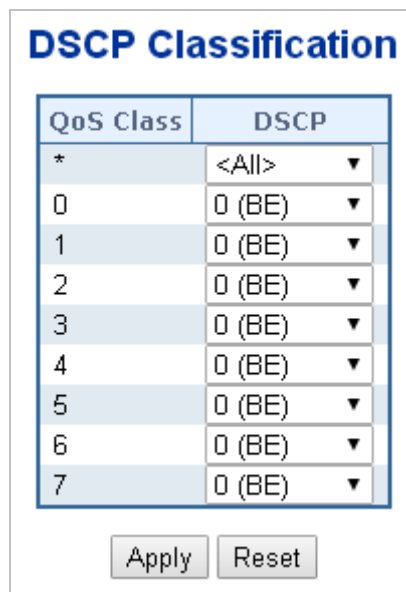 DSCP Classification
QoS Class DSCP
* <All>
0 0 (BE)
1 0 (BE)
2 0 (BE)
3 0 (BE)
4 0 (BE)
5 0 (BE)
6 0 (BE)
7 0 (BE)
Apply Reset